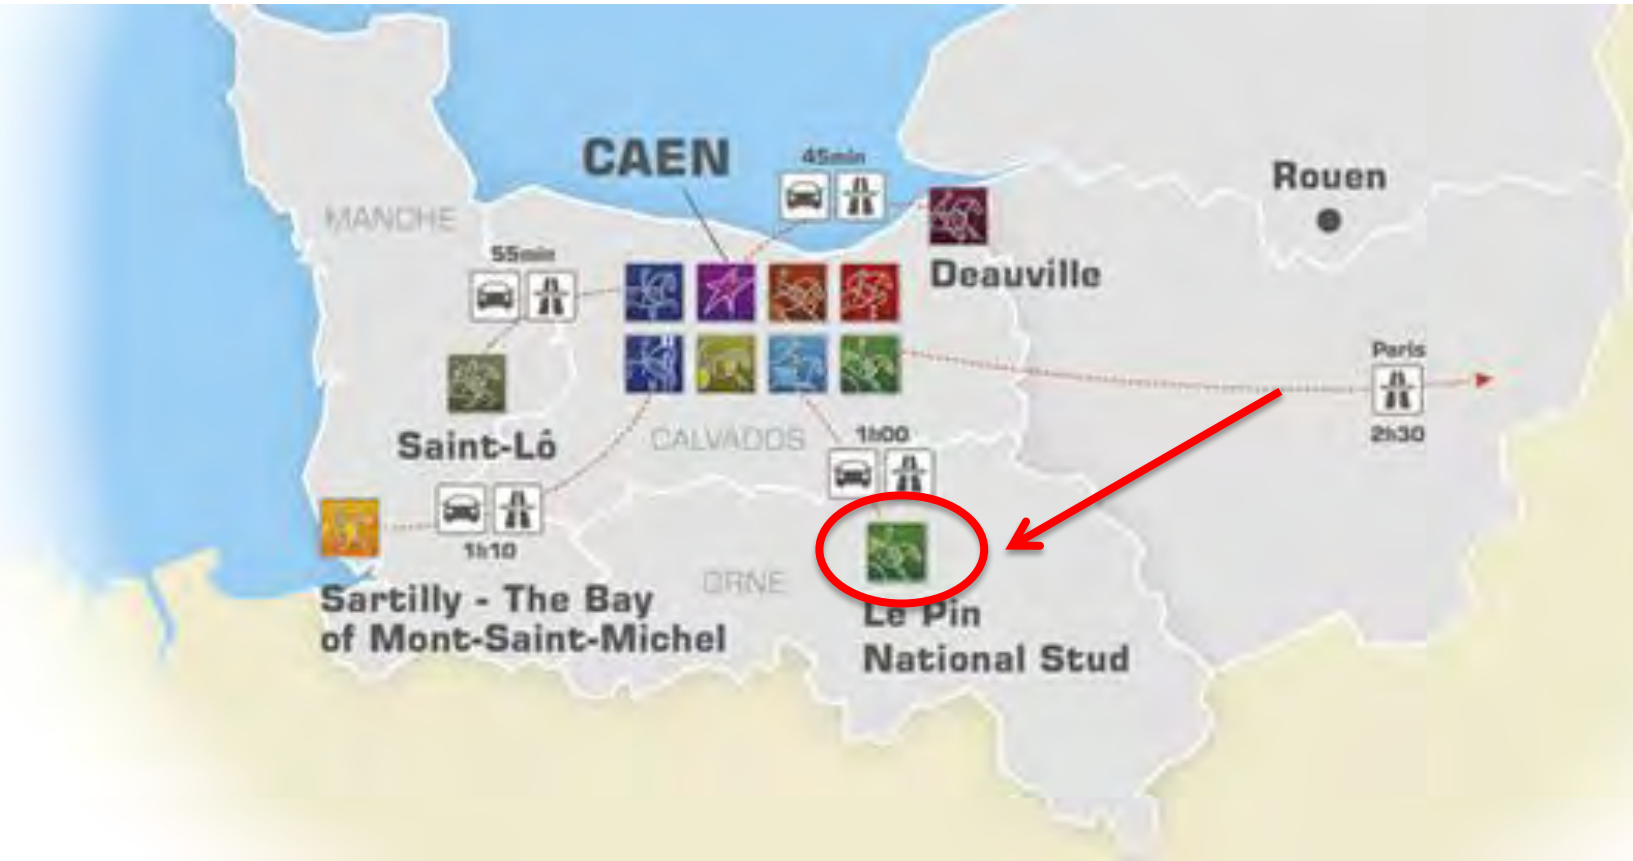 CAEN
45min
Rouen
MANCHE
55min
Deauville
Paris
Saint-Lô
CALVADOS
1h00
2h30
1h10
ORNE
Sartilly - The Bay
of Mont-Saint-Michel
Le Pin
National Stud